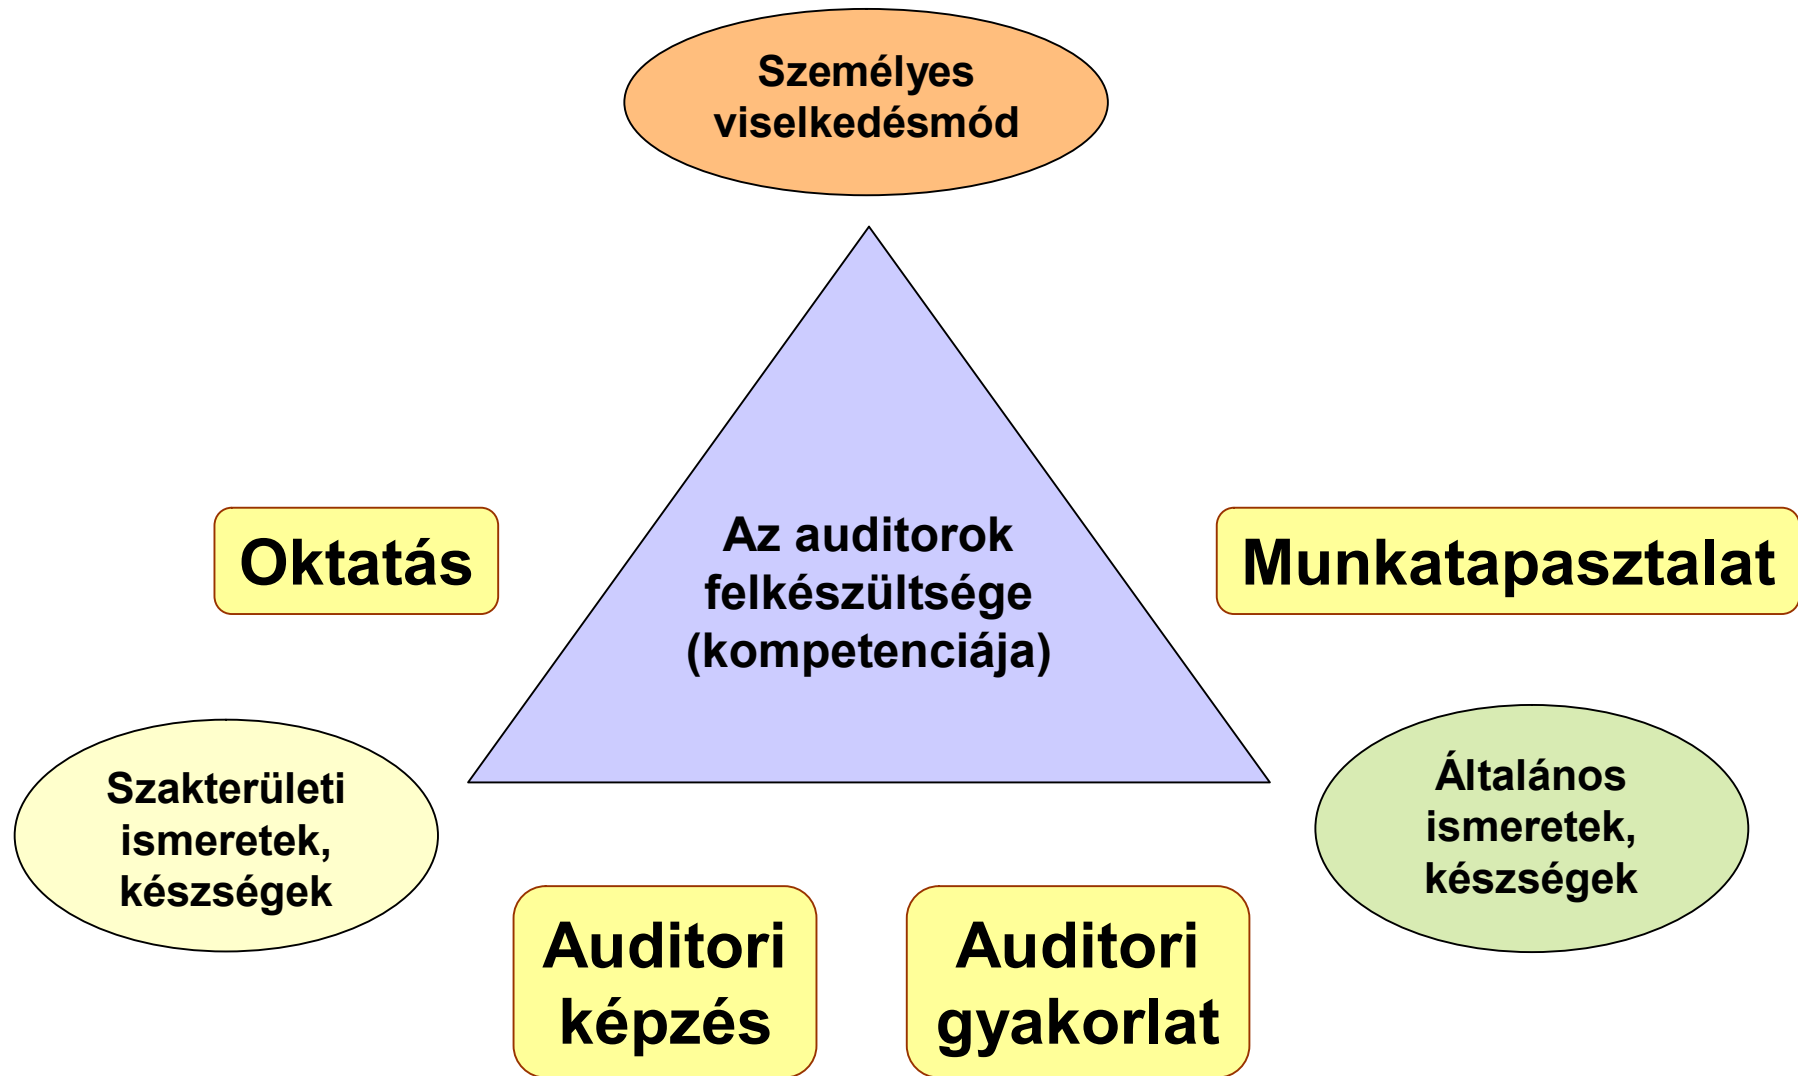 Személyes
viselkedésmód
Oktatás
Az auditorok
felkészültsége
(kompetenciája)
Munkatapasztalat
Szakterületi
ismeretek,
készségek
Általános
ismeretek,
készségek
Auditori
képzés
Auditori
gyakorlat